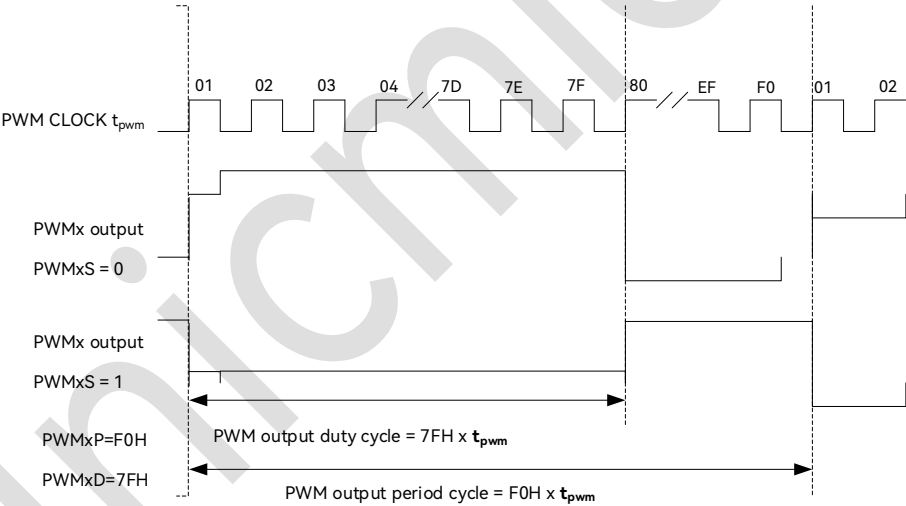 01 02 03 04 7D 7E 7F 80 EF F0 01 02
PWM CLOCK tpwm
PWMx output
PWMxS = 0
PWMx output
PWMxS = 1
PWMxP=F0H
PWM output duty cycle = 7FH x tpwm
PWMxD=7FH
PWM output period cycle = F0H x tpwm
nicmic